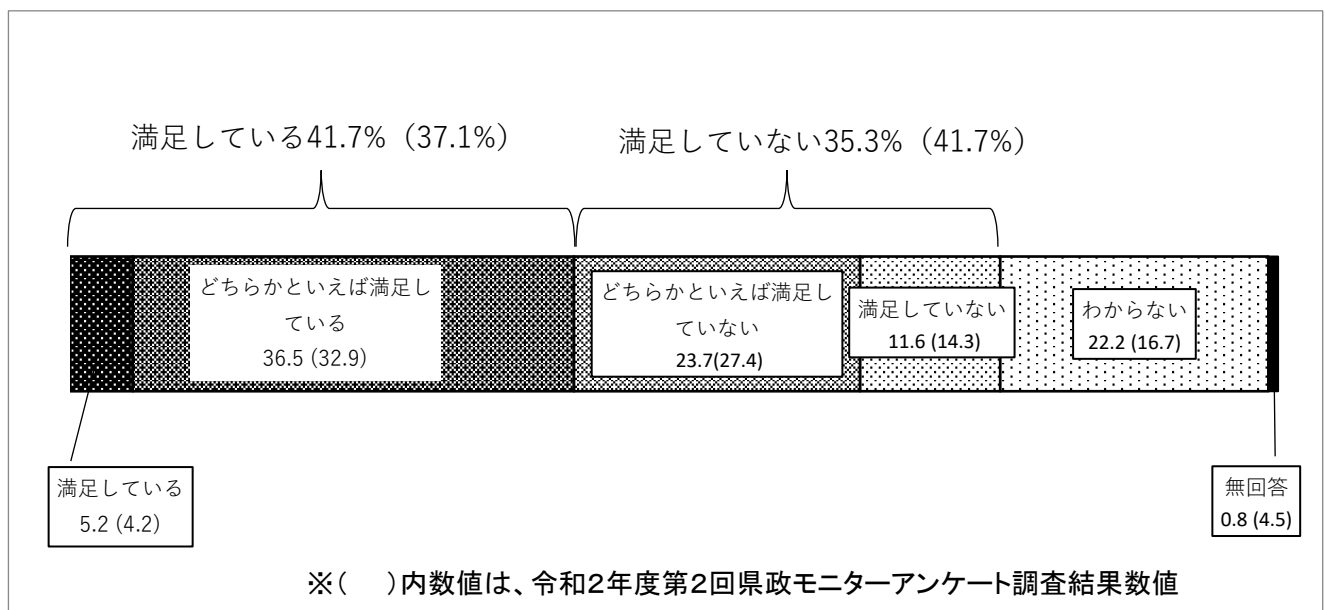 満足している41.7%（37.1%）
満足していない35.3%（41.7%）
どちらかといえば満足し
ている
36.5 (32.9)
どちらかといえば満足し
ていない
23.7(27.4)
満足していない
11.6 (14.3)
わからない
22.2 (16.7)
満足している
5.2 (4.2)
無回答
0.8 (4.5)
※(　)内数値は、令和２年度第２回県政モニターアンケート調査結果数値